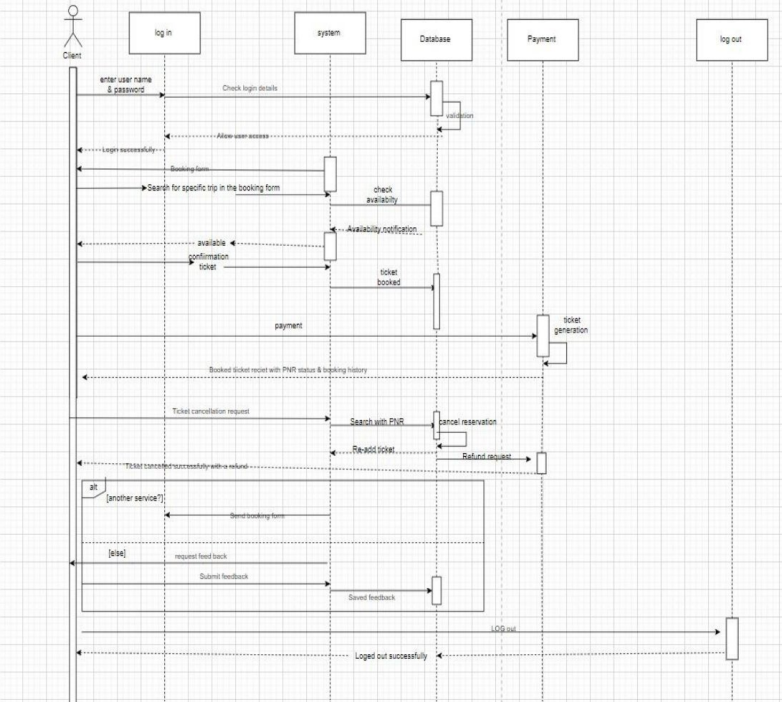 log in
system
Database
Payment
log out
Client
enter user name
& password
Check login details
validation
Allow user access
Login successfully
Booking form
Search for specific trip in the booking form
check
availabilty
Availability notification
available
confiirmation
ticket
ticket
booked
payment
ticket
generation
Booked ticket reciet with PNR status & booking history
Ticket cancellation request
Search with PNR
cancel reservation
Re-add ticket
Refund request
Ticket cancelled successfully with a refund
alt
[another service?]
Send booking form
[else]
request feed back
Submit feedback
Saved feedback
LOG out
Loged out successfully